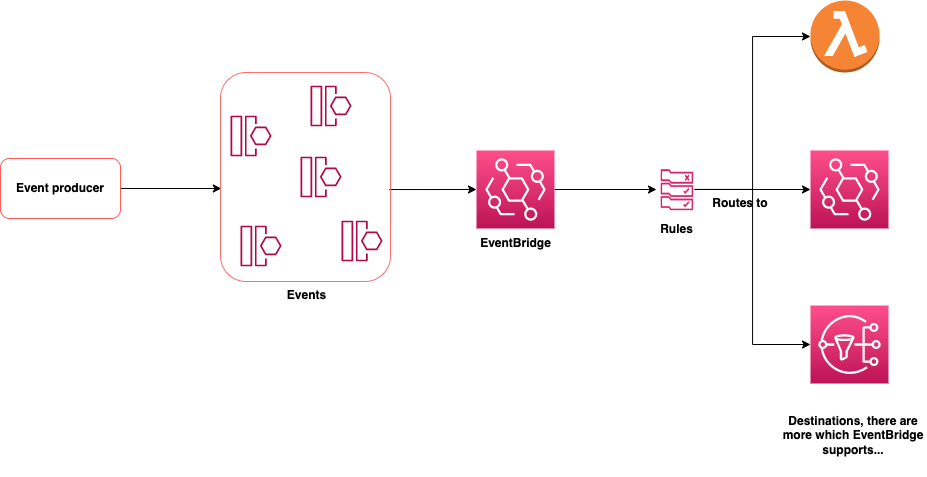 Event producer
Events
EventBridge
Rules
Routes to
Destinations, there are
more which EventBridge
supports...